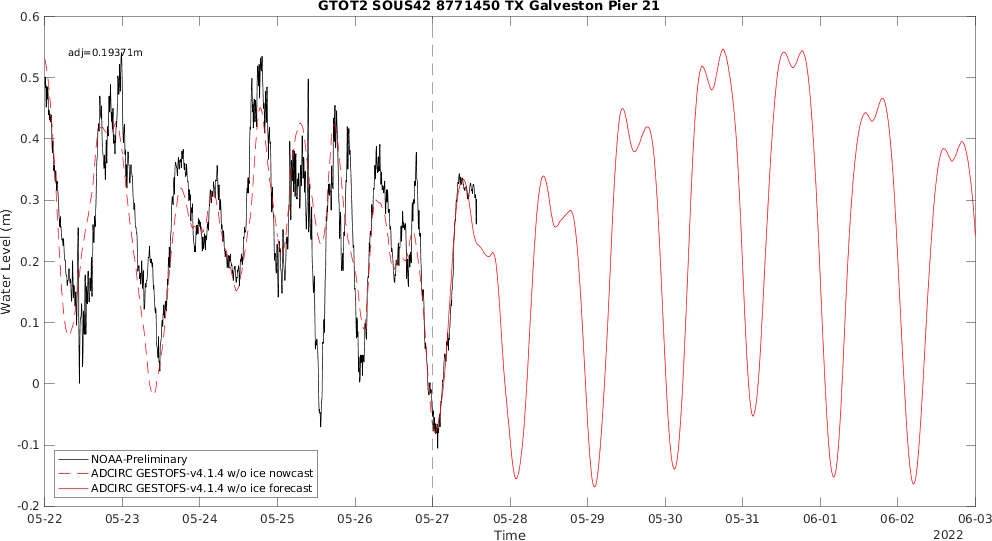 GTOT2 SOUS42 8771450 TX Galveston Pier 21
0.6
adj=0.19371m
0.5
0.4
0.3
0.2
0.1
0
-0.1
-0.2
Water Level (m)
NOAA-Preliminary
ADCIRC GESTOFS-v4.1.4 w/o ice nowcast
ADCIRC GESTOFS-v4.1.4 w/o ice forecast
05-22 05-23 05-24 05-25 05-26 05-27 05-28 05-29 05-30 05-31 06-01 06-02 06-03
Time
2022